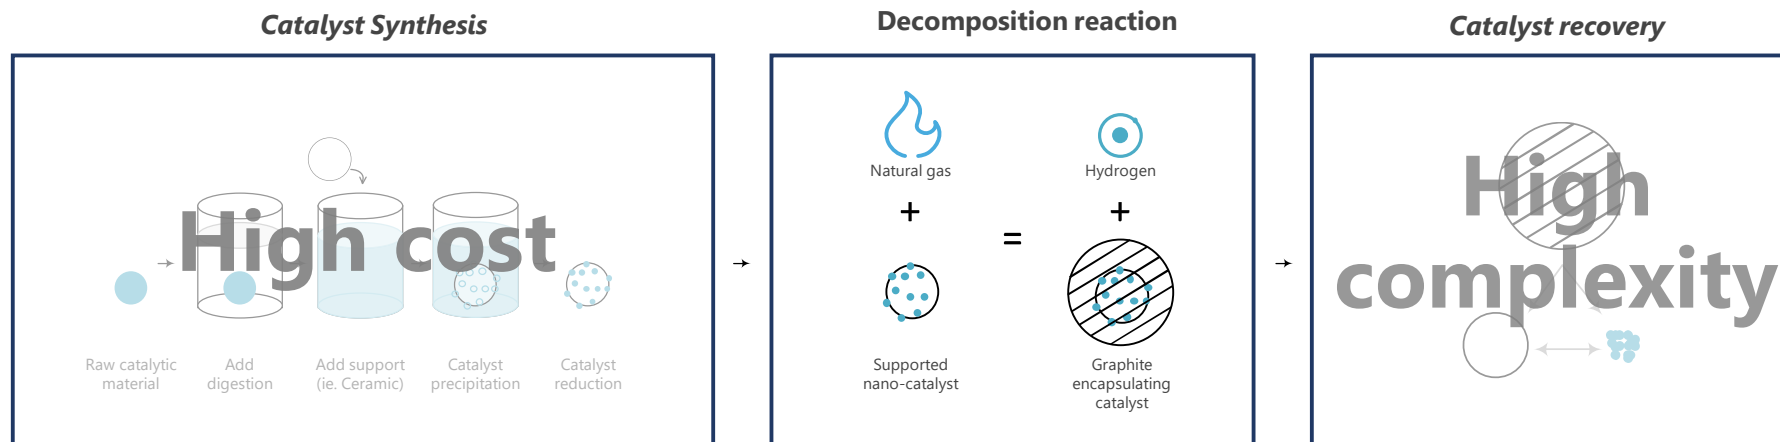 Catalyst Synthesis
Decomposition reaction
Catalyst recovery
High cost
Raw catalytic
material
Add
digestion
Add support
(ie. Ceramic)
Catalyst
precipitation
Catalyst
reduction
Natural gas
+
Supported
nano-catalyst
=
Hydrogen
+
Graphite
encapsulating
catalyst
High
complexity